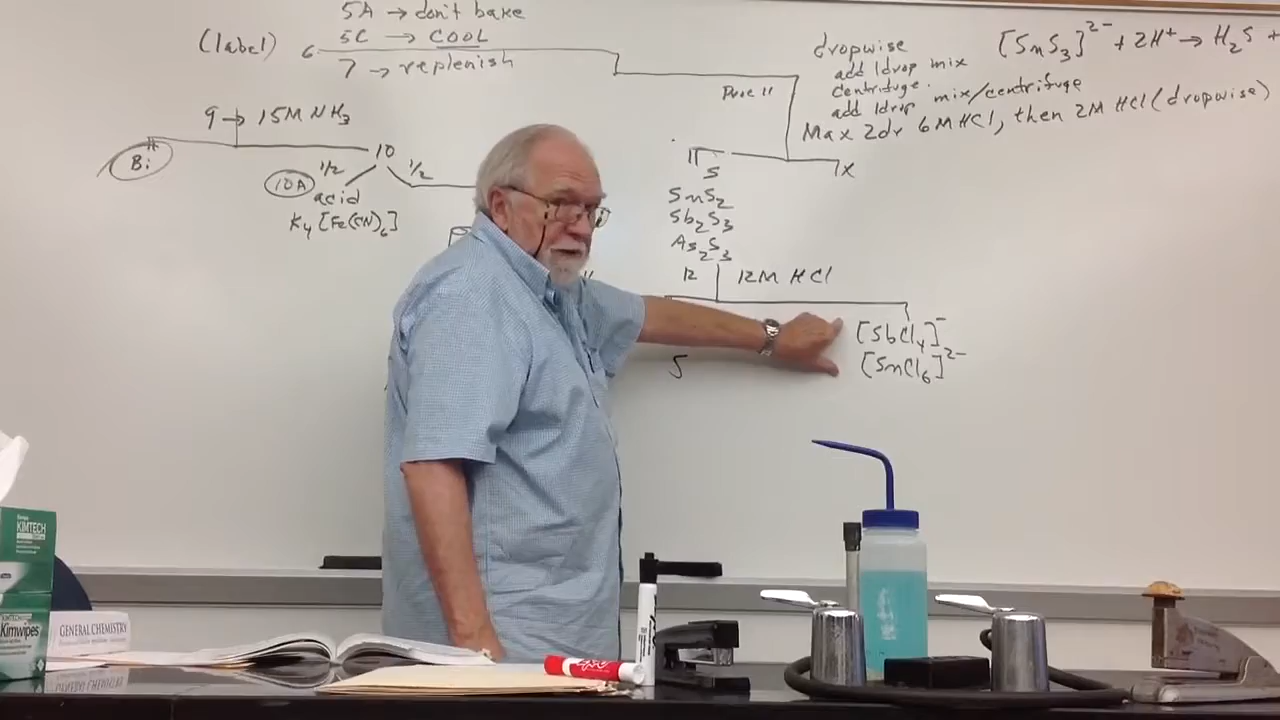 5A → don't bake
(label) 6 5C → COOL
7 → replenish
dropwise
add 1drop mix
centrifuge.
add 1drop mix/centrifuge
Max 2dr 6MHCl, then 2M HCl (dropwise)
[SnS₃]²⁻ + 2H⁺ → H₂S +
Proc 11
9 → 15M NH₃
Bi
1/2 10 1/2
10A
acid
K₄[Fe(CN)₆]
11 X
S
SnS₂
Sb₂S₃
As₂S₃
12 12M HCl
[SbCl₄]⁻
[SnCl₆]²⁻
S
KIMTECH
Kimwipes
GENERAL CHEMISTRY